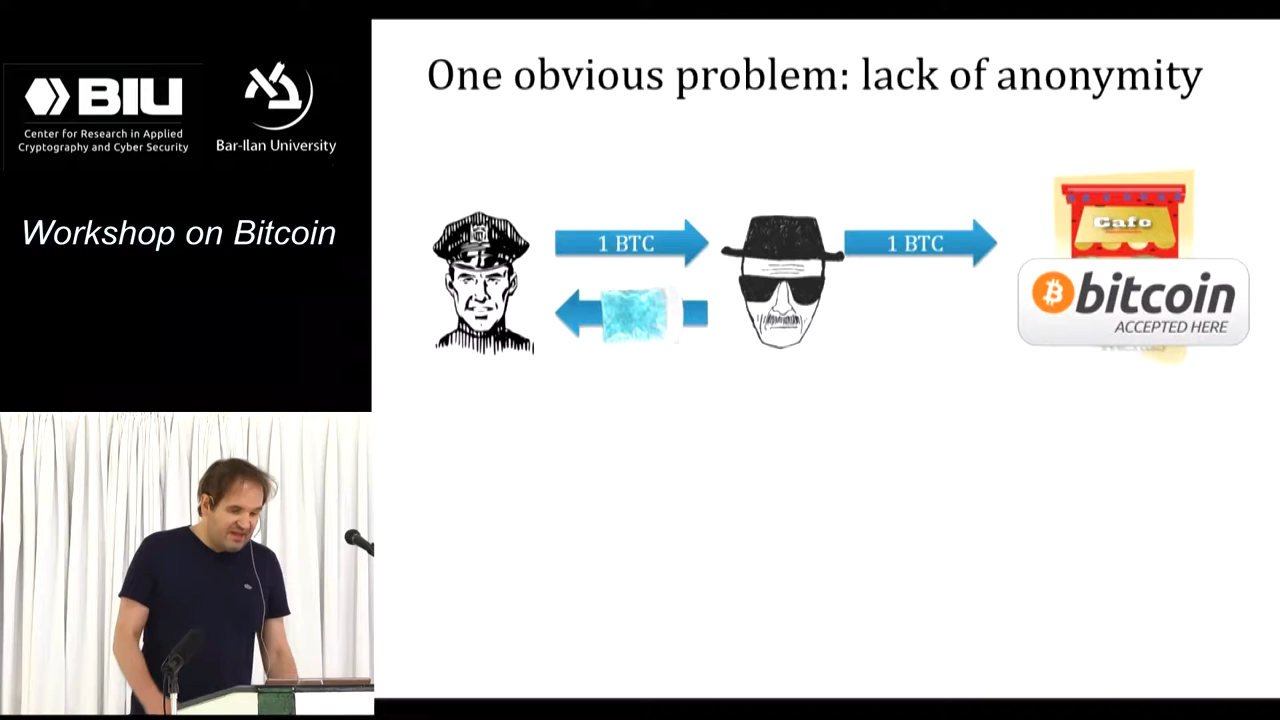 BIU
Center for Research in Applied
Cryptography and Cyber Security
Bar-Ilan University
Workshop on Bitcoin
One obvious problem: lack of anonymity
1 BTC
1 BTC
Cafe
bitcoin
ACCEPTED HERE